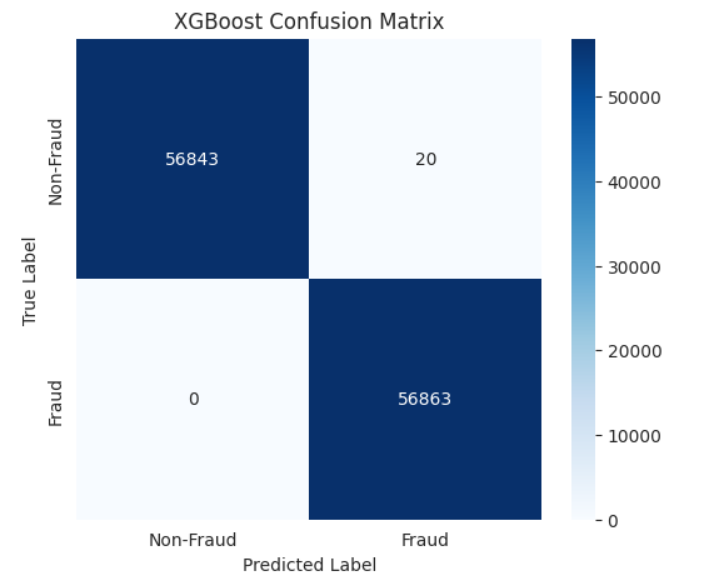 XGBoost Confusion Matrix
True Label
Non-Fraud
Fraud
56843
20
0
56863
Non-Fraud
Fraud
Predicted Label
50000
40000
30000
20000
10000
0